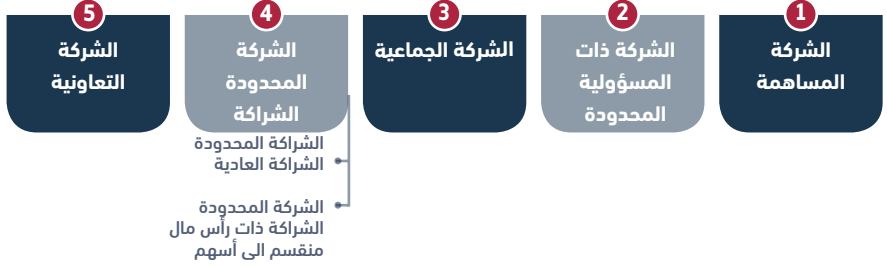 1
الشركة
المساهمة
2
الشركة ذات
المسؤولية
المحدودة
3
الشركة الجماعية
4
الشركة
المحدودة
الشراكة
الشراكة المحدودة
الشراكة العادية
الشركة المحدودة
الشراكة ذات رأس مال
منقسم الى أسهم
5
الشركة
التعاونية